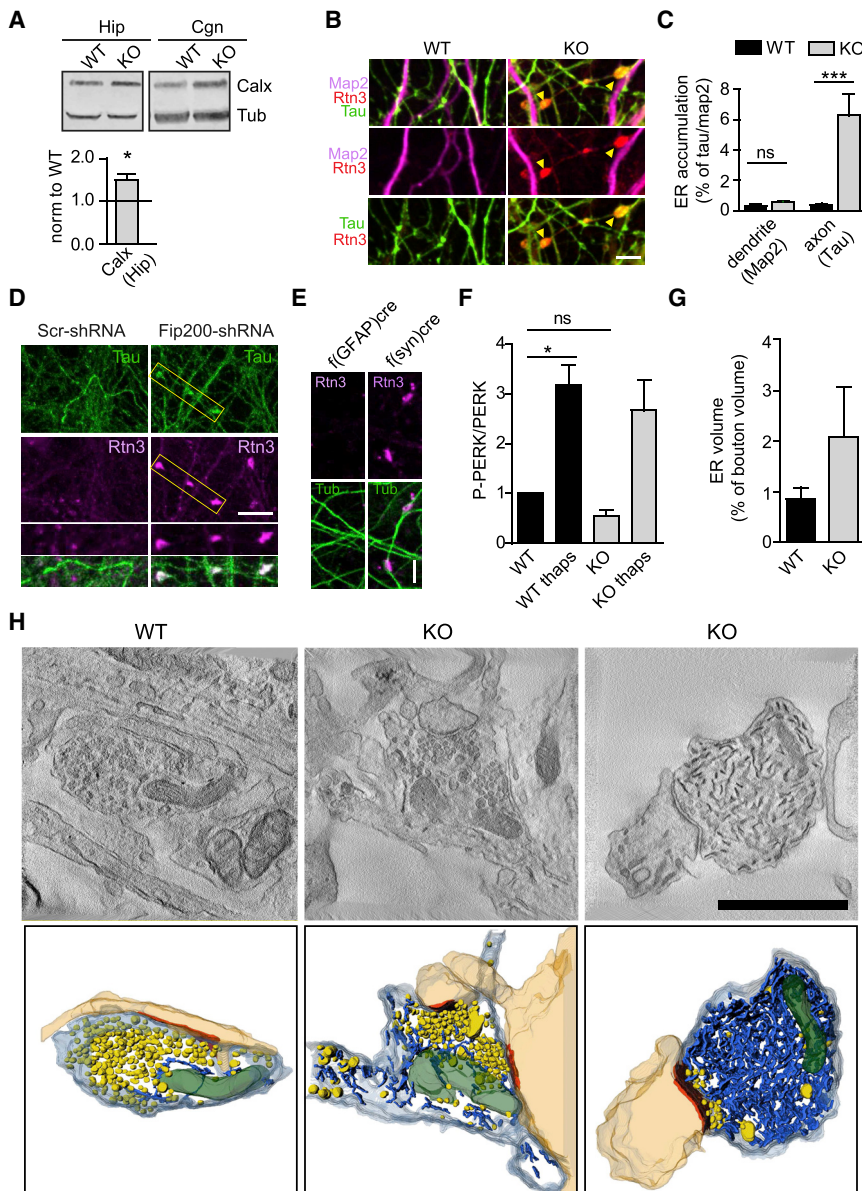 A
Hip
Cgn
WT
KO
WT
KO
Calx
Tub
norm to WT
2.0
1.0
0.0
*
Calx
(Hip)
B
WT
KO
Map2
Rtn3
Tau
Map2
Rtn3
Tau
Rtn3
C
WT
KO
ER accumulation
(% of tau/map2)
8
6
4
2
0
ns
***
dendrite
(Map2)
axon
(Tau)
D
Scr-shRNA
Fip200-shRNA
Tau
Tau
Rtn3
Rtn3
E
f(GFAP)cre
f(syn)cre
Rtn3
Rtn3
Tub
Tub
F
P-PERK/PERK
4
3
2
1
0
ns
*
WT
WT thaps
KO
KO thaps
G
ER volume
(% of bouton volume)
4
3
2
1
0
WT
KO
H
WT
KO
KO